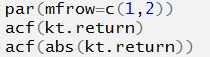 par(mfrow=c(1,2))
acf(kt.return)
acf(abs(kt.return))